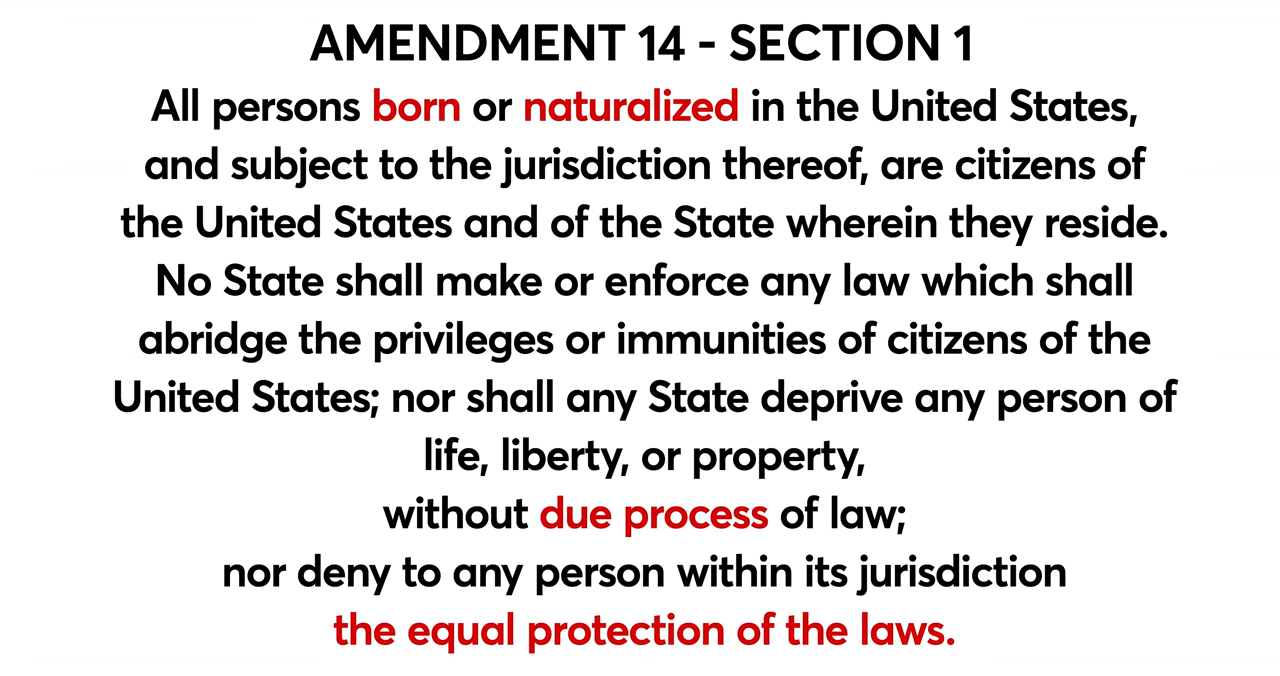 AMENDMENT 14 - SECTION 1
All persons born or naturalized in the United States,
and subject to the jurisdiction thereof, are citizens of
the United States and of the State wherein they reside.
No State shall make or enforce any law which shall
abridge the privileges or immunities of citizens of the
United States; nor shall any State deprive any person of
life, liberty, or property,
without due process of law;
nor deny to any person within its jurisdiction
the equal protection of the laws.